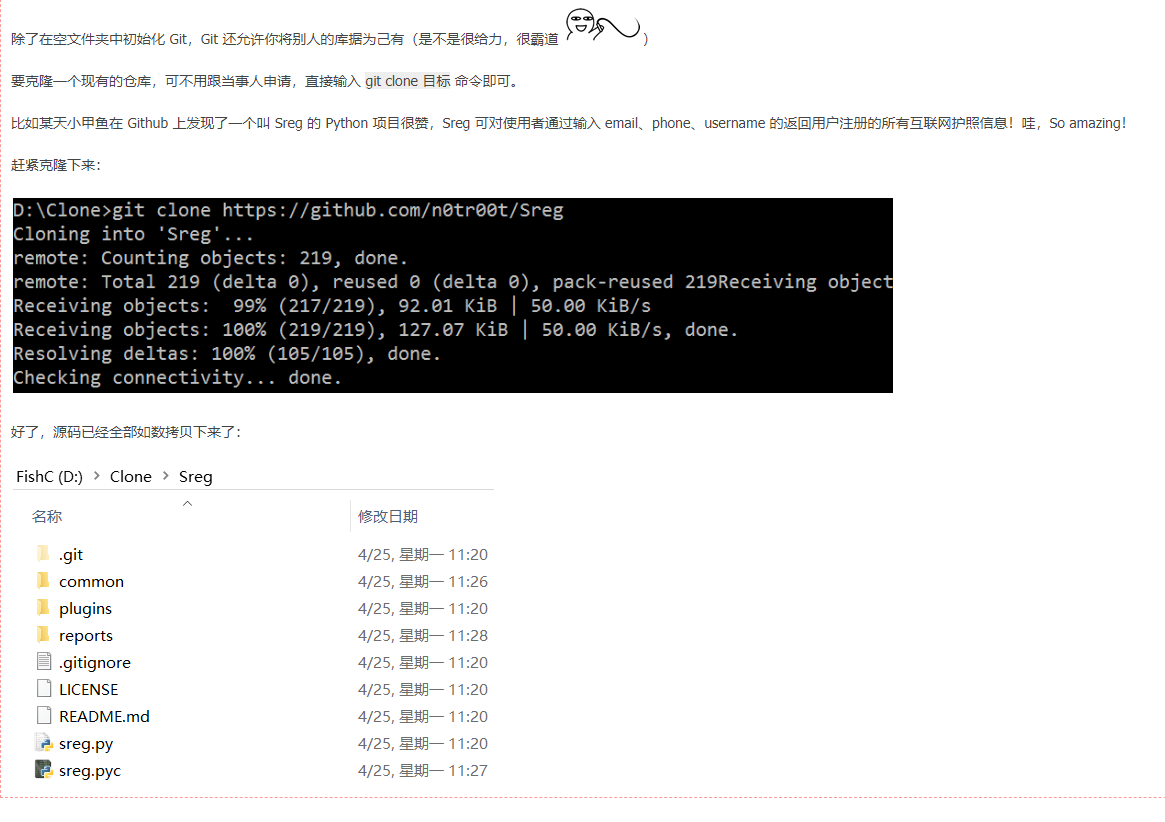 除了在空文件夹中初始化 Git，Git 还允许你将别人的库据为己有（是不是很给力，很霸道 ）
要克隆一个现有的仓库，可不用跟当事人申请，直接输入 git clone 目标 命令即可。
比如某天小甲鱼在 Github 上发现了一个叫 Sreg 的 Python 项目很赞，Sreg 可对使用者通过输入 email、phone、username 的返回用户注册的所有互联网护照信息！哇，So amazing！
赶紧克隆下来：
D:\Clone>git clone https://github.com/n0tr00t/Sreg
Cloning into 'Sreg'...
remote: Counting objects: 219, done.
remote: Total 219 (delta 0), reused 0 (delta 0), pack-reused 219Receiving object
Receiving objects:  99% (217/219), 92.01 KiB | 50.00 KiB/s
Receiving objects: 100% (219/219), 127.07 KiB | 50.00 KiB/s, done.
Resolving deltas: 100% (105/105), done.
Checking connectivity... done.
好了，源码已经全部如数拷贝下来了：
FishC (D:) > Clone > Sreg
名称 修改日期
.git 4/25, 星期一 11:20
common 4/25, 星期一 11:26
plugins 4/25, 星期一 11:20
reports 4/25, 星期一 11:28
.gitignore 4/25, 星期一 11:20
LICENSE 4/25, 星期一 11:20
README.md 4/25, 星期一 11:20
sreg.py 4/25, 星期一 11:20
sreg.pyc 4/25, 星期一 11:27